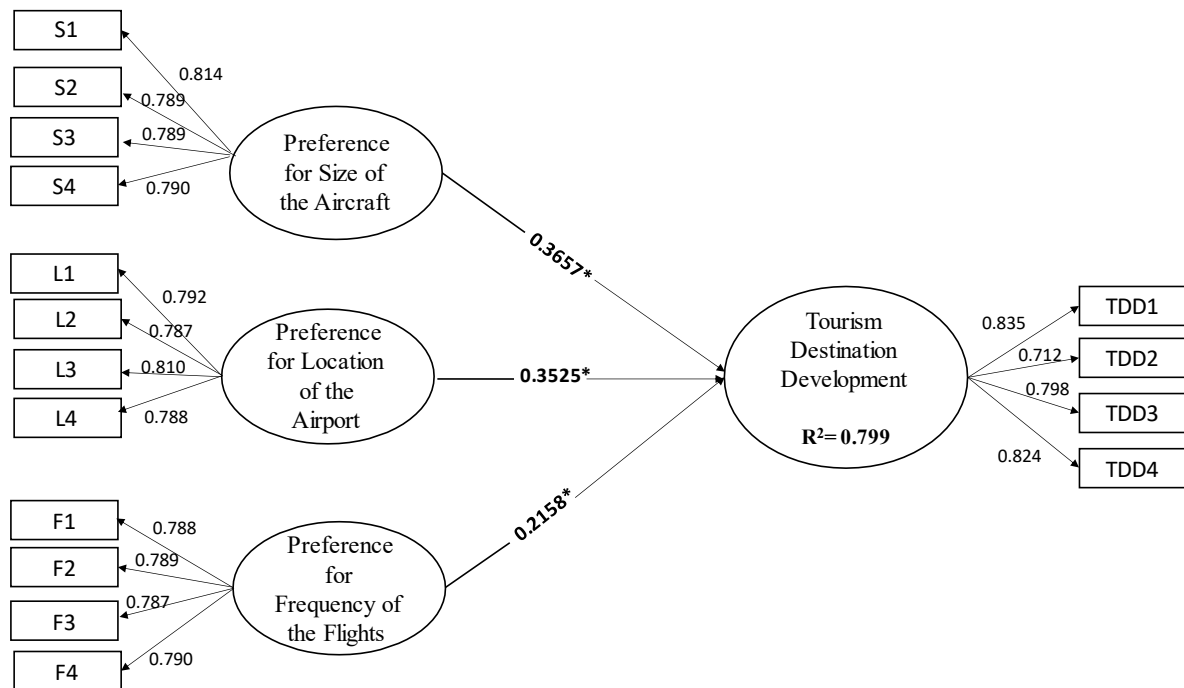 S1
0.814
S2
0.789
S3
0.789
S4
0.790
Preference
for Size of
the Aircraft
0.3657*
L1
0.792
L2
0.787
L3
0.810
L4
0.788
Preference
for Location
of the
Airport
0.3525*
F1
0.788
F2
0.789
F3
0.787
F4
0.790
Preference
for
Frequency of
the Flights
0.2158*
Tourism
Destination
Development
R²= 0.799
0.835
TDD1
0.712
TDD2
0.798
TDD3
0.824
TDD4